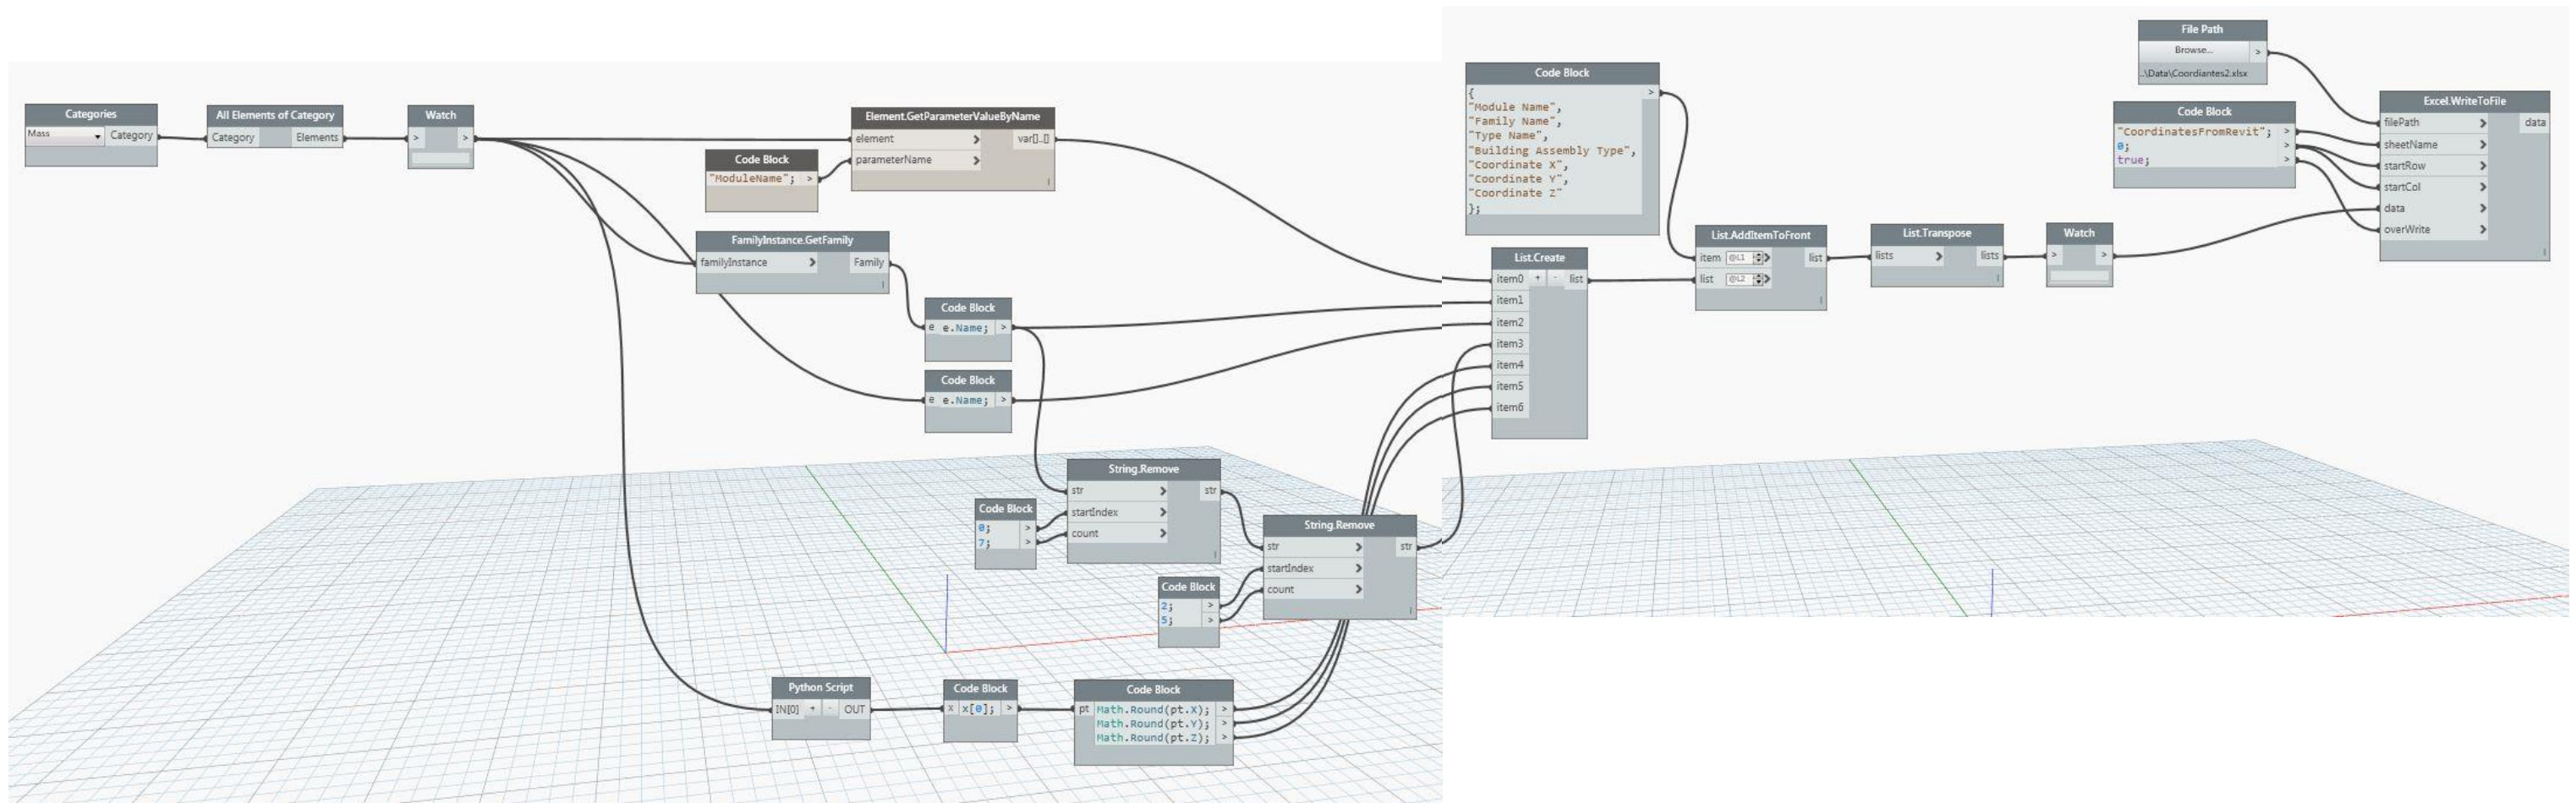 Categories
Mass
Category
All Elements of Category
Category Elements
Watch
> >
Element.GetParameterValueByName
element > var[]..[]
parameterName >
Code Block
"ModuleName"; >
FamilyInstance.GetFamily
familyInstance > Family
Code Block
e e.Name; >
Code Block
e e.Name; >
String.Remove
str > str
startIndex >
count >
Code Block
0; >
7; >
String.Remove
str > str
startIndex >
count >
Code Block
2; >
5; >
Python Script
IN[0] + - OUT
Code Block
x x[0]; >
Code Block
pt Math.Round(pt.X); >
Math.Round(pt.Y); >
Math.Round(pt.Z); >
Code Block
{ >
"Module Name",
"Family Name",
"Type Name",
"Building Assembly Type",
"Coordinate X",
"Coordinate Y",
"Coordinate Z"
};
List.Create
item0 + - list
item1
item2
item3
item4
item5
item6
List.AddItemToFront
item @L1 > list
list @L2 >
List.Transpose
lists > lists
Watch
> >
File Path
Browse... >
..\Data\Coordiantes2.xlsx
Code Block
"CoordinatesFromRevit"; >
0; >
true; >
Excel.WriteToFile
filePath > data
sheetName >
startRow >
startCol >
data >
overWrite >